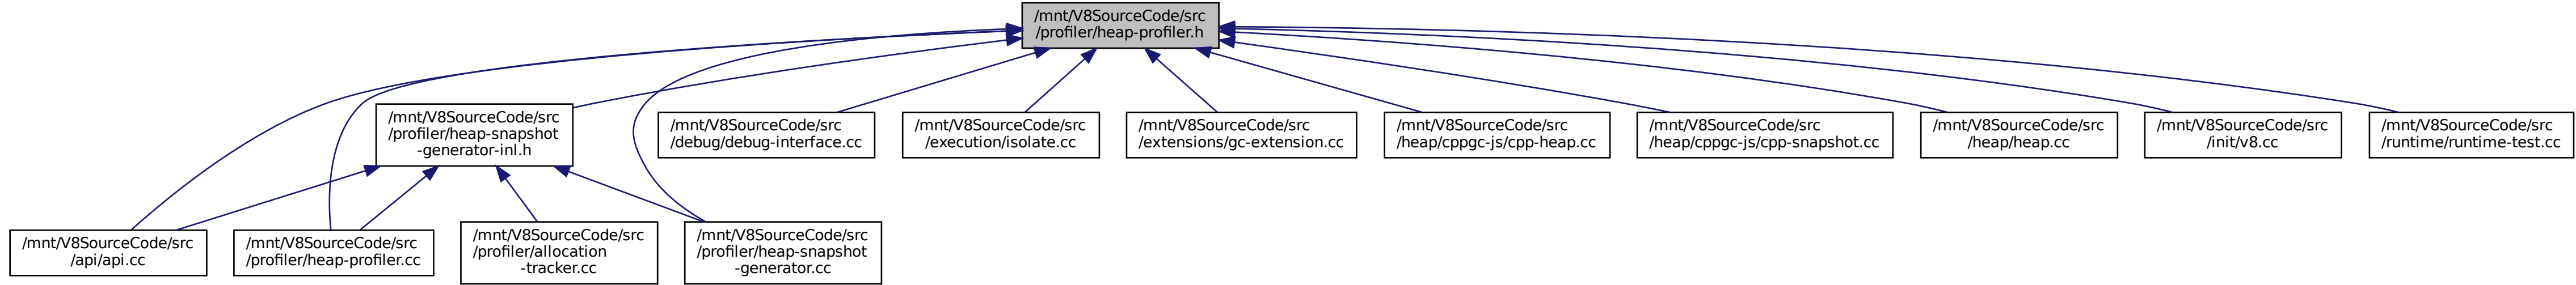 /mnt/V8SourceCode/src
/profiler/heap-profiler.h
/mnt/V8SourceCode/src
/profiler/heap-snapshot
-generator-inl.h
/mnt/V8SourceCode/src
/debug/debug-interface.cc
/mnt/V8SourceCode/src
/execution/isolate.cc
/mnt/V8SourceCode/src
/extensions/gc-extension.cc
/mnt/V8SourceCode/src
/heap/cppgc-js/cpp-heap.cc
/mnt/V8SourceCode/src
/heap/cppgc-js/cpp-snapshot.cc
/mnt/V8SourceCode/src
/heap/heap.cc
/mnt/V8SourceCode/src
/init/v8.cc
/mnt/V8SourceCode/src
/runtime/runtime-test.cc
/mnt/V8SourceCode/src
/api/api.cc
/mnt/V8SourceCode/src
/profiler/heap-profiler.cc
/mnt/V8SourceCode/src
/profiler/allocation
-tracker.cc
/mnt/V8SourceCode/src
/profiler/heap-snapshot
-generator.cc